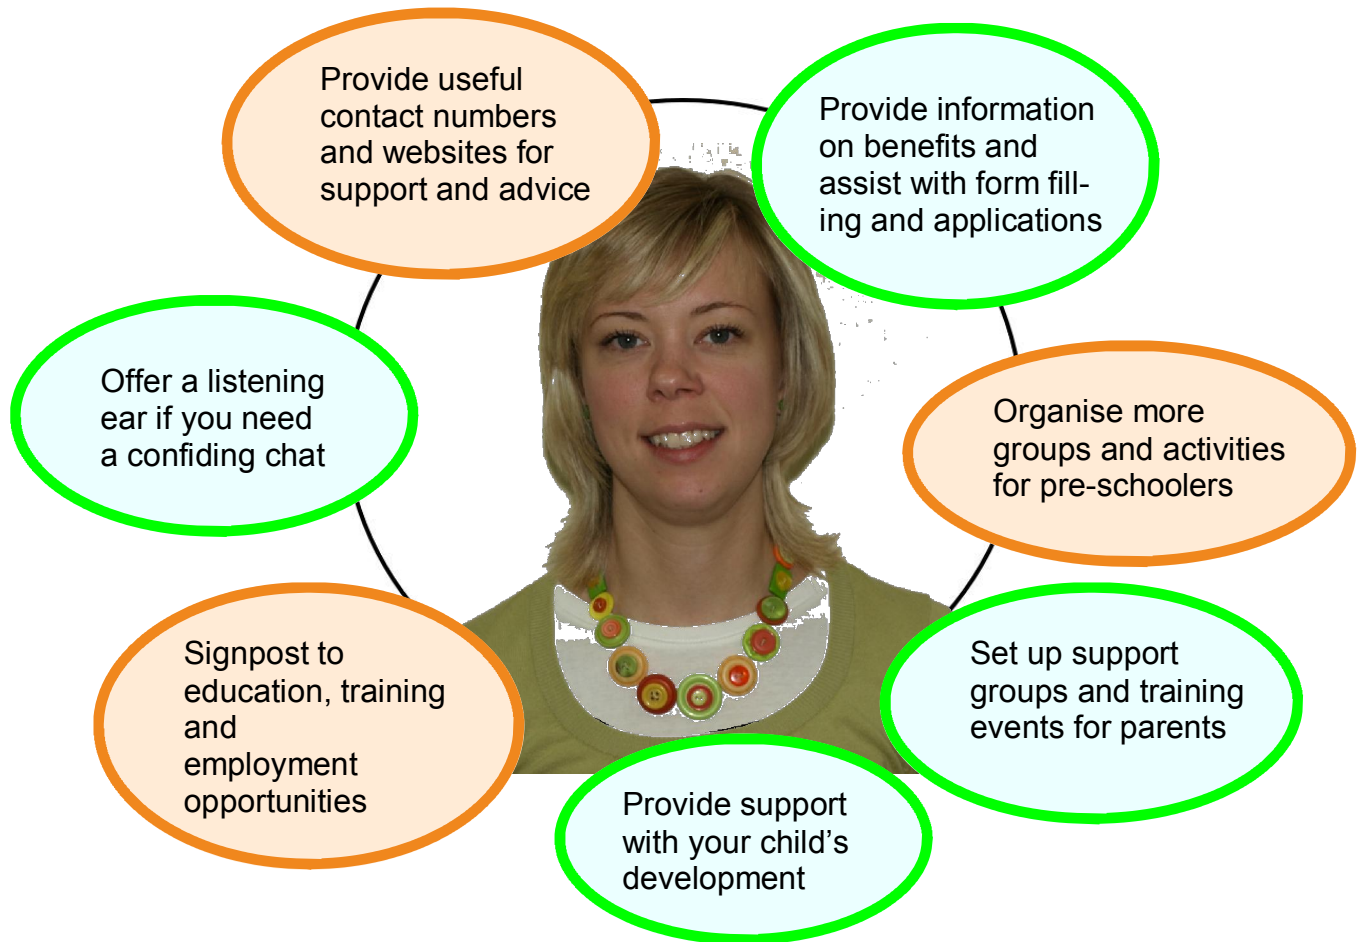 Provide useful
contact numbers
and websites for
support and advice
Provide information
on benefits and
assist with form fill-
ing and applications
Offer a listening
ear if you need
a confiding chat
Organise more
groups and activities
for pre-schoolers
Signpost to
education, training
and
employment
opportunities
Set up support
groups and training
events for parents
Provide support
with your child’s
development